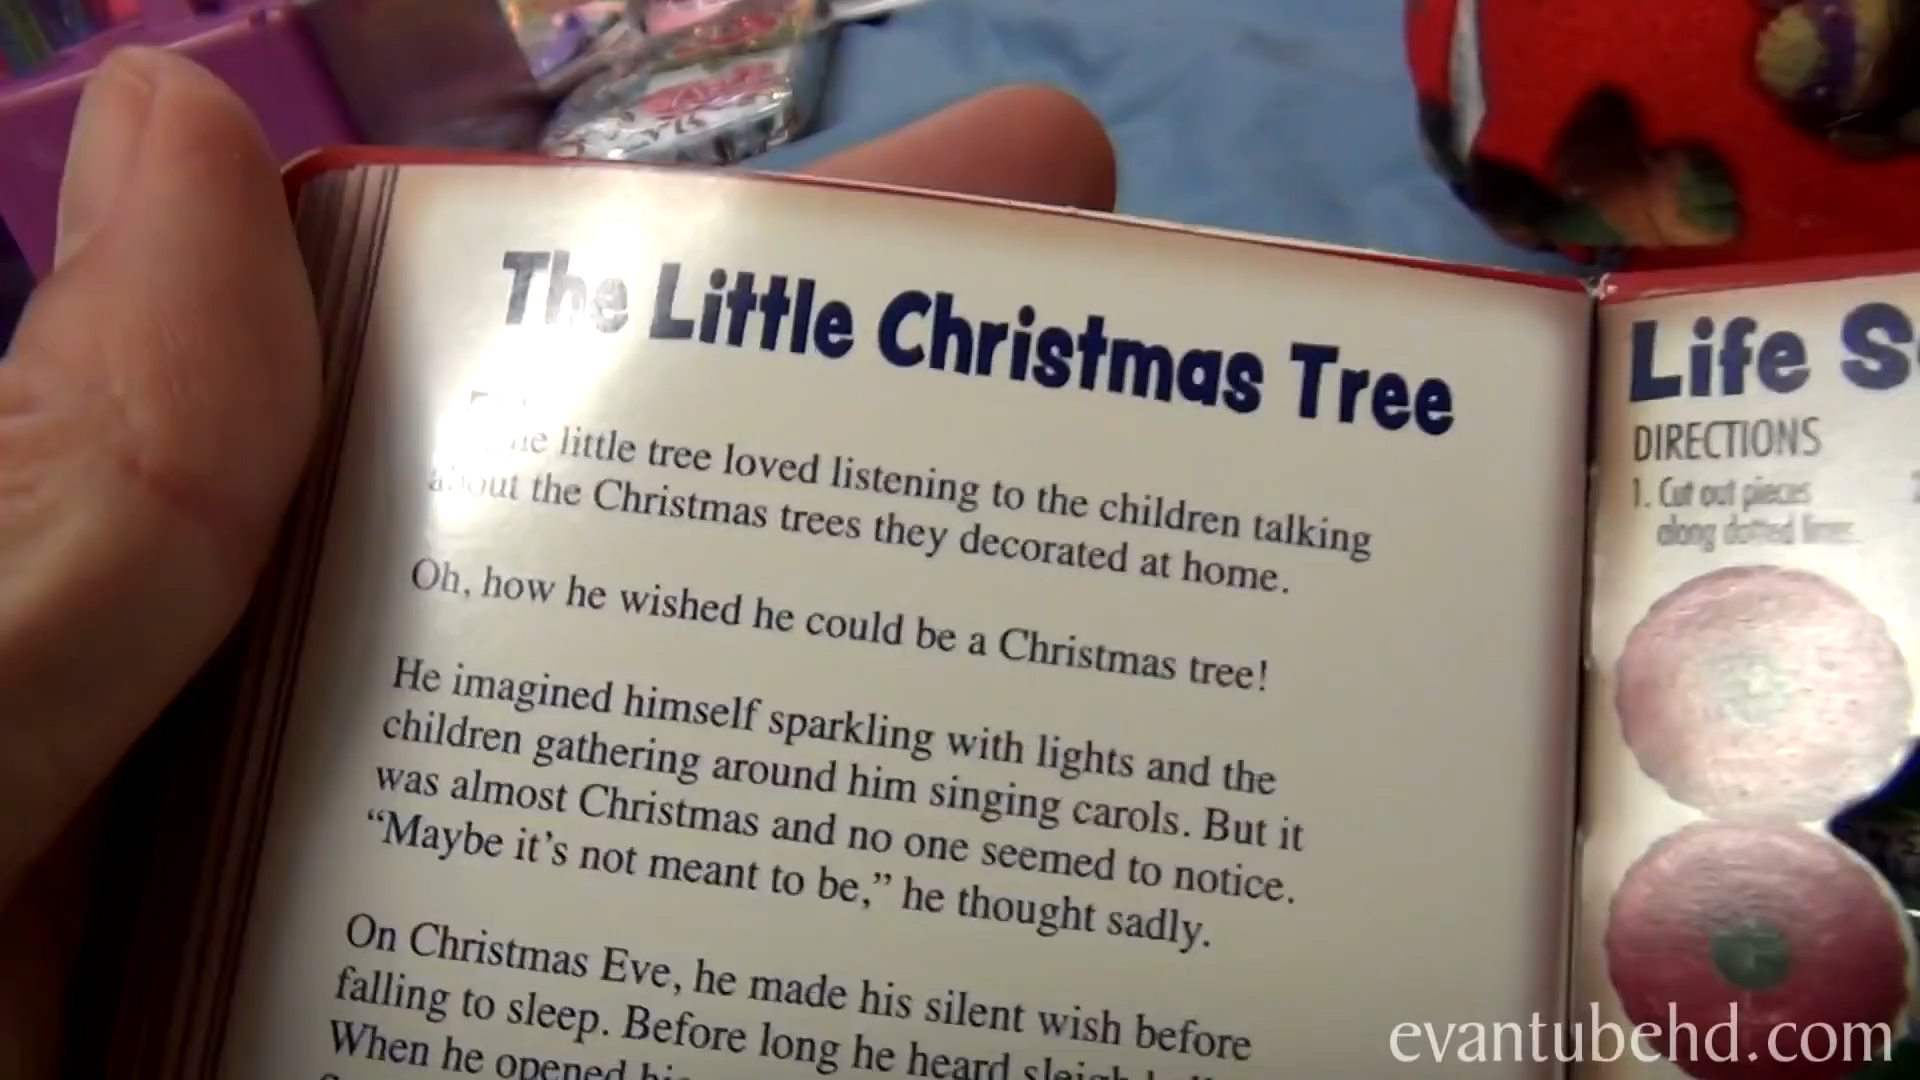 The Little Christmas Tree
little tree loved listening to the children talking
about the Christmas trees they decorated at home.
Oh, how he wished he could be a Christmas tree!
He imagined himself sparkling with lights and the
children gathering around him singing carols. But it
was almost Christmas and no one seemed to notice.
“Maybe it’s not meant to be,” he thought sadly.
On Christmas Eve, he made his silent wish before
falling to sleep. Before long he heard
When he opened
Life
DIRECTIONS
1. Cut out pieces
along dotted lines.
evantubehd.com